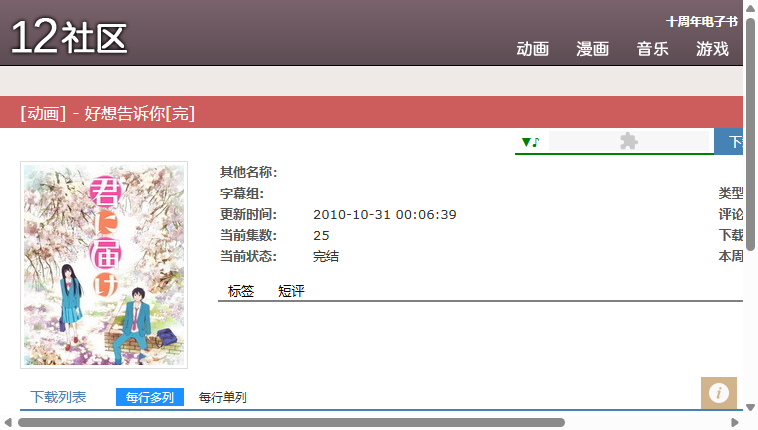 12社区
十周年电子书
动画 漫画 音乐 游戏
[动画] - 好想告诉你[完]
▼♪
其他名称:
字幕组: 类型
更新时间: 2010-10-31 00:06:39 评论
当前集数: 25 下载
当前状态: 完结 本周
君に届け
标签 短评
下载列表 每行多列 每行单列